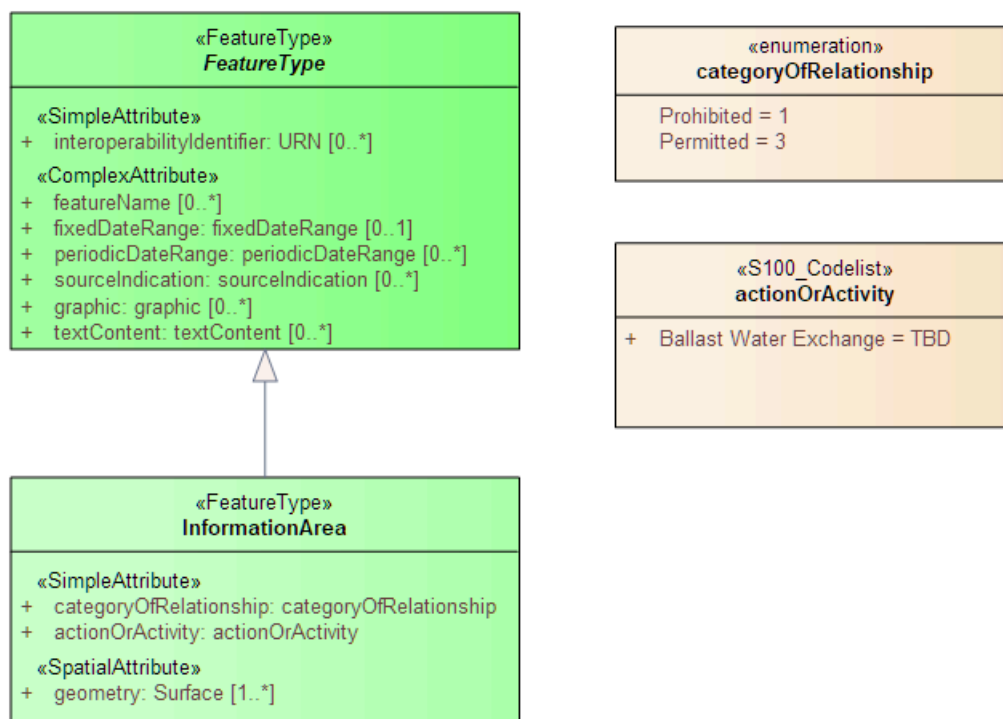 «FeatureType»
FeatureType
«SimpleAttribute»
+ interoperabilityIdentifier: URN [0..*]
«ComplexAttribute»
+ featureName [0..*]
+ fixedDateRange: fixedDateRange [0..1]
+ periodicDateRange: periodicDateRange [0..*]
+ sourceIndication: sourceIndication [0..*]
+ graphic: graphic [0..*]
+ textContent: textContent [0..*]
«enumeration»
categoryOfRelationship
Prohibited = 1
Permitted = 3
«S100_Codelist»
actionOrActivity
+ Ballast Water Exchange = TBD
«FeatureType»
InformationArea
«SimpleAttribute»
+ categoryOfRelationship: categoryOfRelationship
+ actionOrActivity: actionOrActivity
«SpatialAttribute»
+ geometry: Surface [1..*]